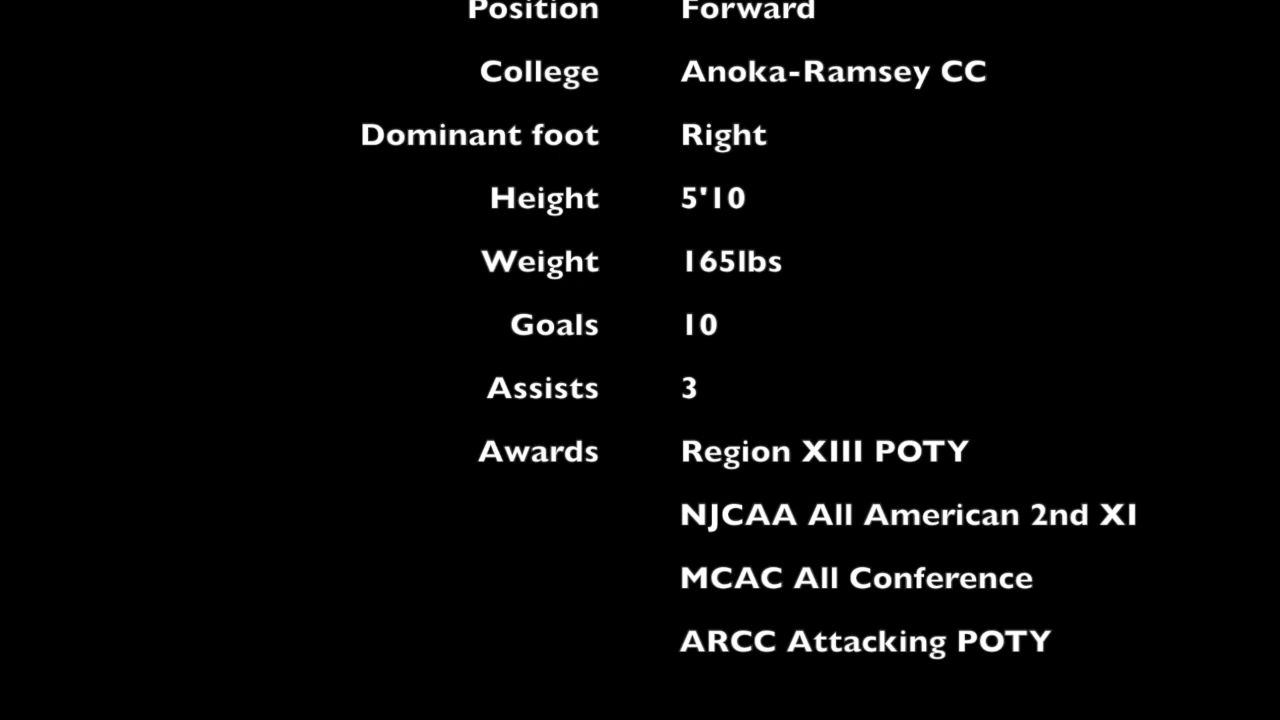 Position Forward
College Anoka-Ramsey CC
Dominant foot Right
Height 5'10
Weight 165lbs
Goals 10
Assists 3
Awards Region XIII POTY
NJCAA All American 2nd XI
MCAC All Conference
ARCC Attacking POTY